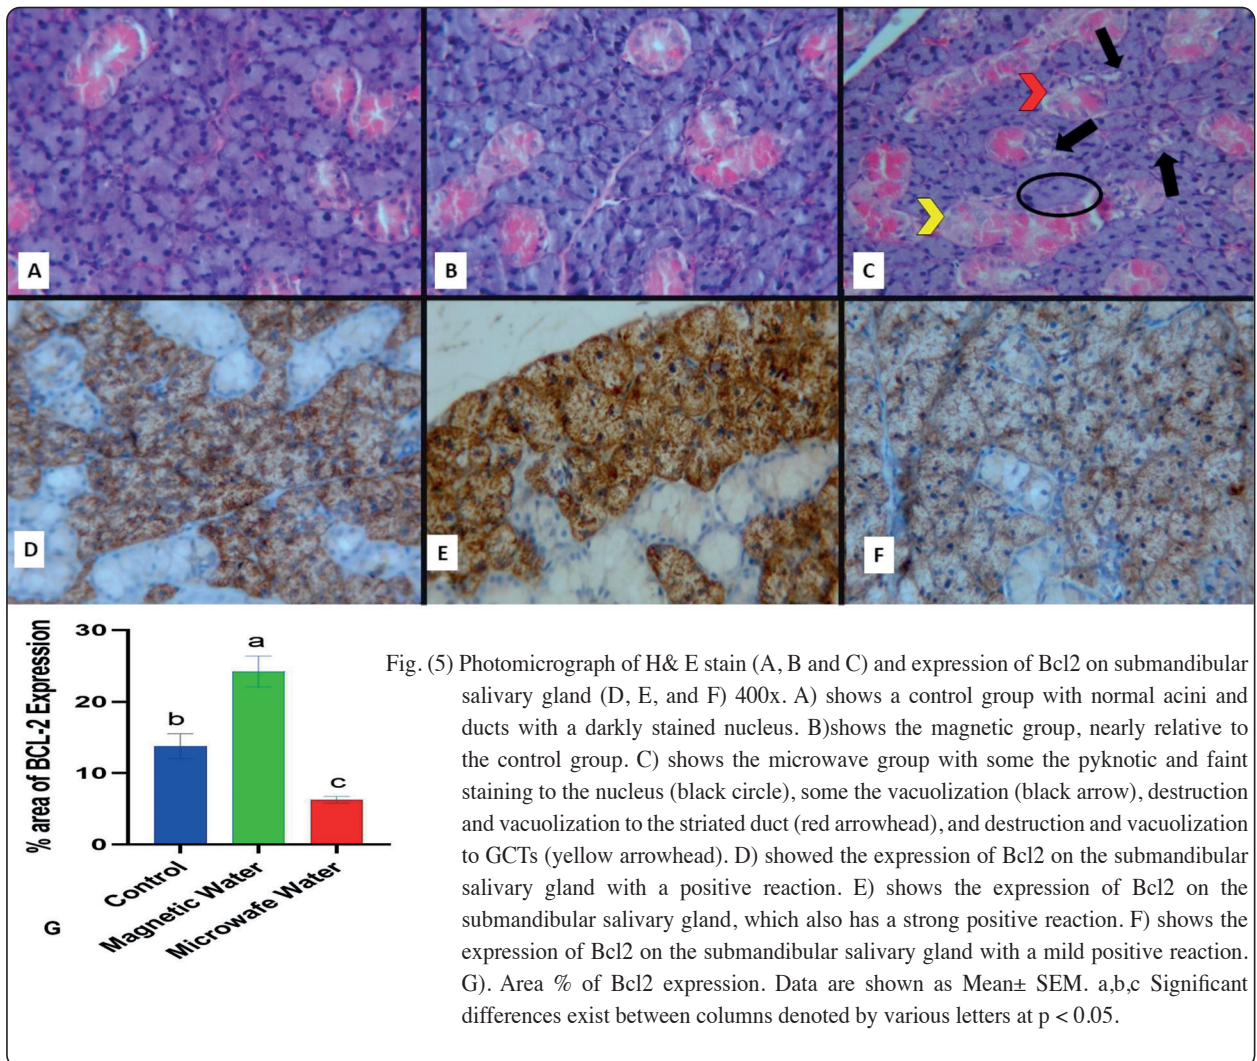 A
B
C
D
E
F
30
20
10
0
% area of BCL-2 Expression
b
a
c
Control
Magnetic Water
Microwafe Water
G
Fig. (5) Photomicrograph of H& E stain (A, B and C) and expression of Bcl2 on submandibular
salivary gland (D, E, and F) 400x. A) shows a control group with normal acini and
ducts with a darkly stained nucleus. B)shows the magnetic group, nearly relative to
the control group. C) shows the microwave group with some the pyknotic and faint
staining to the nucleus (black circle), some the vacuolization (black arrow), destruction
and vacuolization to the striated duct (red arrowhead), and destruction and vacuolization
to GCTs (yellow arrowhead). D) showed the expression of Bcl2 on the submandibular
salivary gland with a positive reaction. E) shows the expression of Bcl2 on the
submandibular salivary gland, which also has a strong positive reaction. F) shows the
expression of Bcl2 on the submandibular salivary gland with a mild positive reaction.
G). Area % of Bcl2 expression. Data are shown as Mean± SEM. a,b,c Significant
differences exist between columns denoted by various letters at p < 0.05.